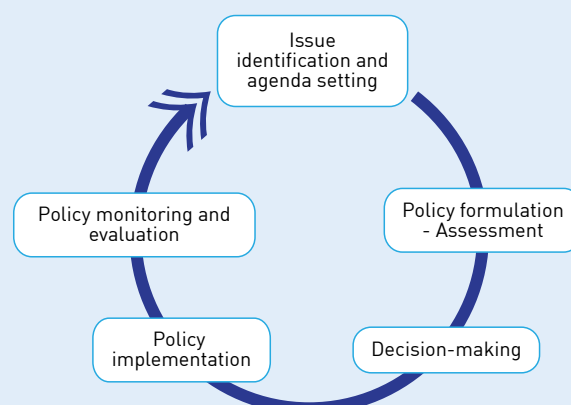 Issue
identification and
agenda setting
Policy formulation
- Assessment
Decision-making
Policy
implementation
Policy monitoring and
evaluation